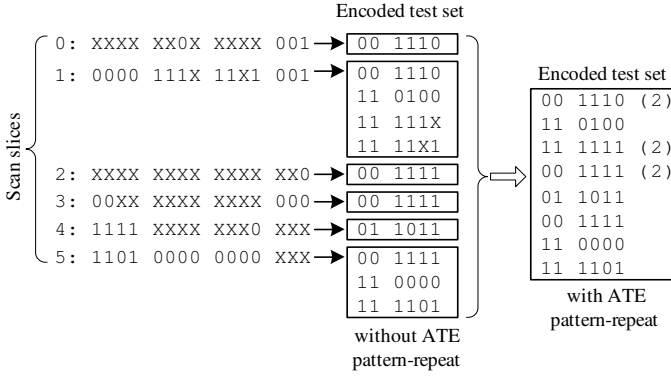 Encoded test set
0: XXXX XX0X XXXX 001
00 1110
1: 0000 111X 11X1 001
00 1110
11 0100
11 111X
11 11X1
2: XXXX XXXX XXXX XX0
00 1111
3: 00XX XXXX XXXX 000
00 1111
4: 1111 XXXX XXX0 XXX
01 1011
5: 1101 0000 0000 XXX
00 1111
11 0000
11 1101
Scan slices
without ATE
pattern-repeat
Encoded test set
00 1110 (2)
11 0100
11 1111 (2)
00 1111 (2)
01 1011
00 1111
11 0000
11 1101
with ATE
pattern-repeat